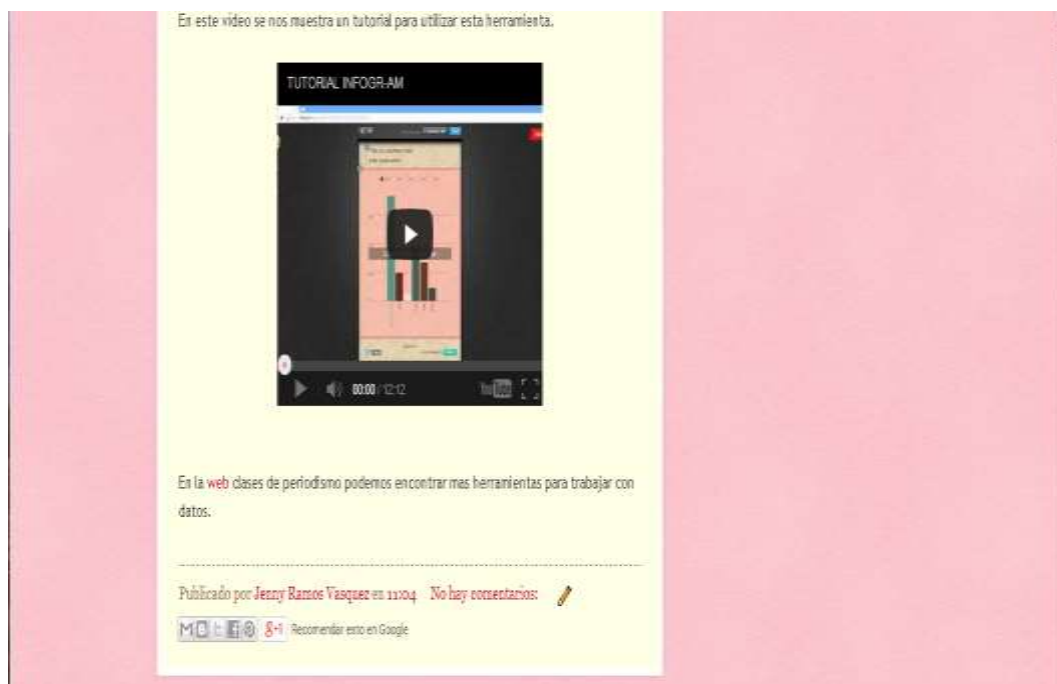 En este video se nos muestra un tutorial para utilizar esta herramienta.
TUTORIAL INFOGR-AM
00:00 / 12:12
YouTube
En la web clases de periodismo podemos encontrar mas herramientas para trabajar con
datos.
Publicado por Jenny Ramos Vasquez en 11:04 No hay comentarios:
g+1 Recomendar esto en Google